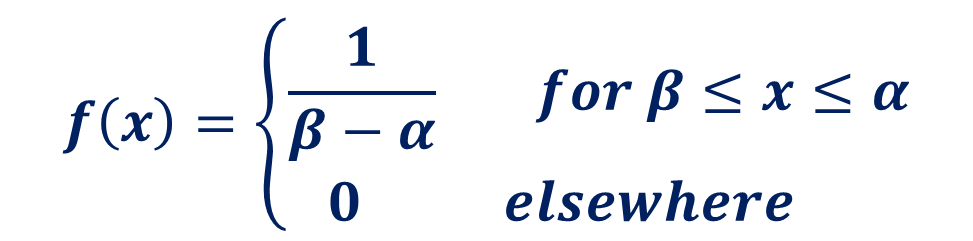 f(x) = { 1 / (β − α) for β ≤ x ≤ α
0 elsewhere